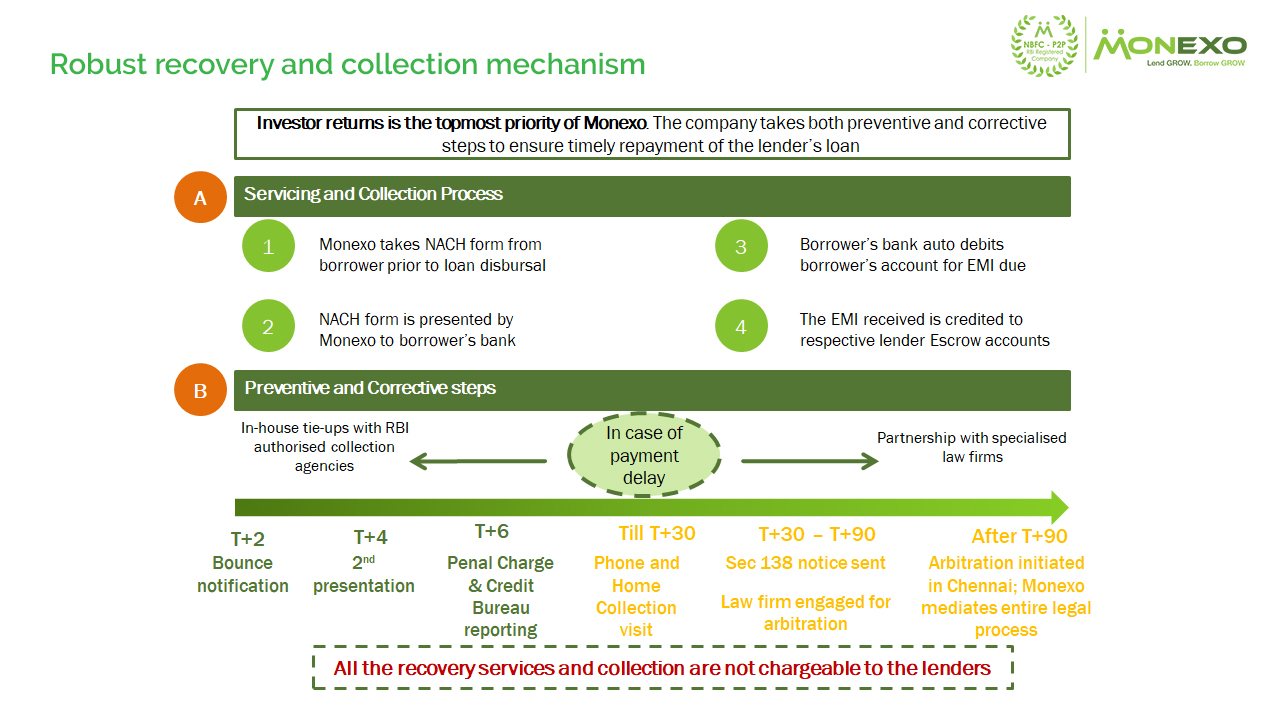 NBFC - P2P
RBI Registered
Company
MONEXO
Lend GROW. Borrow GROW
Robust recovery and collection mechanism
Investor returns is the topmost priority of Monexo. The company takes both preventive and corrective
steps to ensure timely repayment of the lender's loan
A
Servicing and Collection Process
1
Monexo takes NACH form from
borrower prior to loan disbursal
2
NACH form is presented by
Monexo to borrower's bank
3
Borrower's bank auto debits
borrower's account for EMI due
4
The EMI received is credited to
respective lender Escrow accounts
B
Preventive and Corrective steps
In-house tie-ups with RBI
authorised collection
agencies
In case of
payment
delay
Partnership with specialised
law firms
T+2
Bounce
notification
T+4
2nd
presentation
T+6
Penal Charge
& Credit
Bureau
reporting
Till T+30
Phone and
Home
Collection
visit
T+30 – T+90
Sec 138 notice sent
Law firm engaged for
arbitration
After T+90
Arbitration initiated
in Chennai; Monexo
mediates entire legal
process
All the recovery services and collection are not chargeable to the lenders